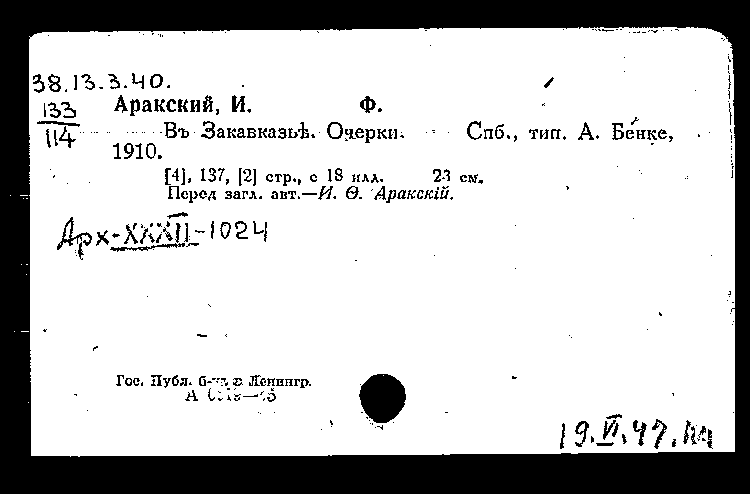 38.13.3.40.
133
114
Аракский, И. Ф.
Въ Закавказьѣ. Очерки. Спб., тип. А. Бенке,
1910.
[4], 137, [2] стр., с 18 илл. 23 см.
Перед загл. авт.—И. Ѳ. Аракскій.
Арх-XXXII-1024
Гос. Публ. б-ка в Ленингр.
А
19.VI.47.